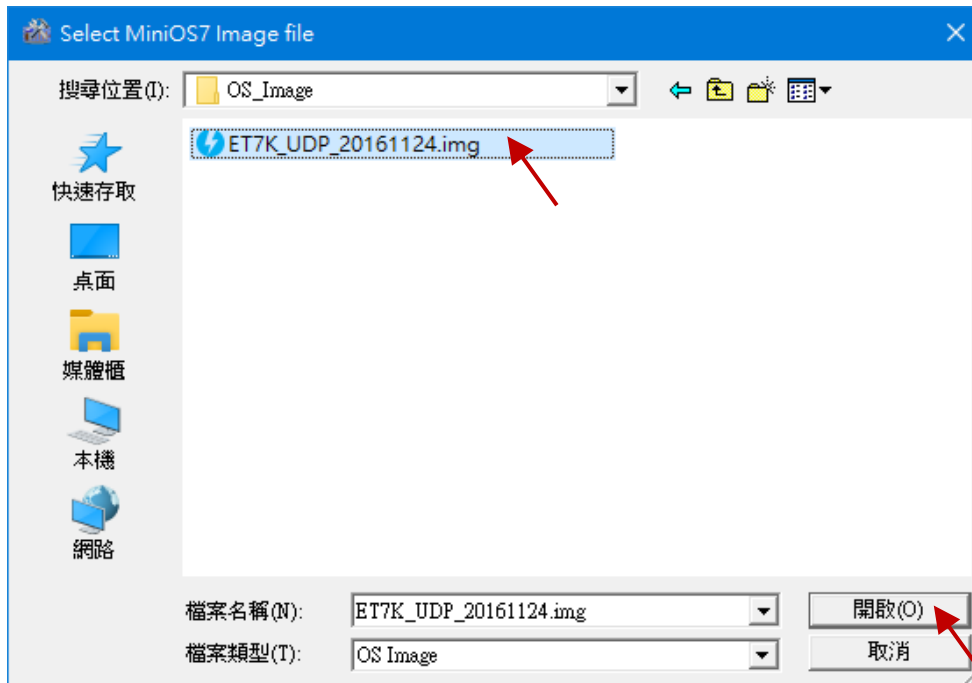 Select MiniOS7 Image file
搜尋位置(I): OS_Image
ET7K_UDP_20161124.img
快速存取
桌面
媒體櫃
本機
網路
檔案名稱(N): ET7K_UDP_20161124.img 開啟(O)
檔案類型(T): OS Image 取消